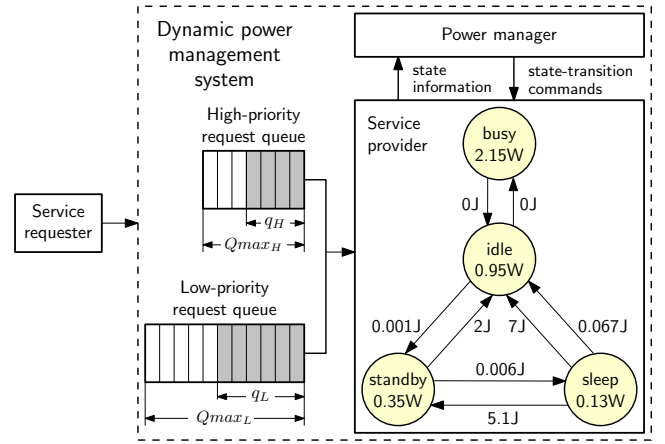 Dynamic power
management
system
Power manager
state
information
state-transition
commands
High-priority
request queue
Service
provider
busy
2.15W
0J
0J
Service
requester
q_H
Qmax_H
idle
0.95W
Low-priority
request queue
0.001J
2J
7J
0.067J
standby
0.35W
0.006J
sleep
0.13W
5.1J
q_L
Qmax_L